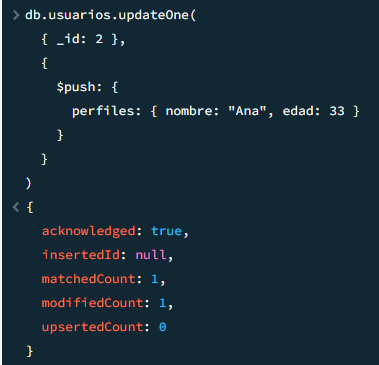 > db.usuarios.updateOne(
{ _id: 2 },
{
$push: {
perfiles: { nombre: "Ana", edad: 33 }
}
}
)
< {
acknowledged: true,
insertedId: null,
matchedCount: 1,
modifiedCount: 1,
upsertedCount: 0
}